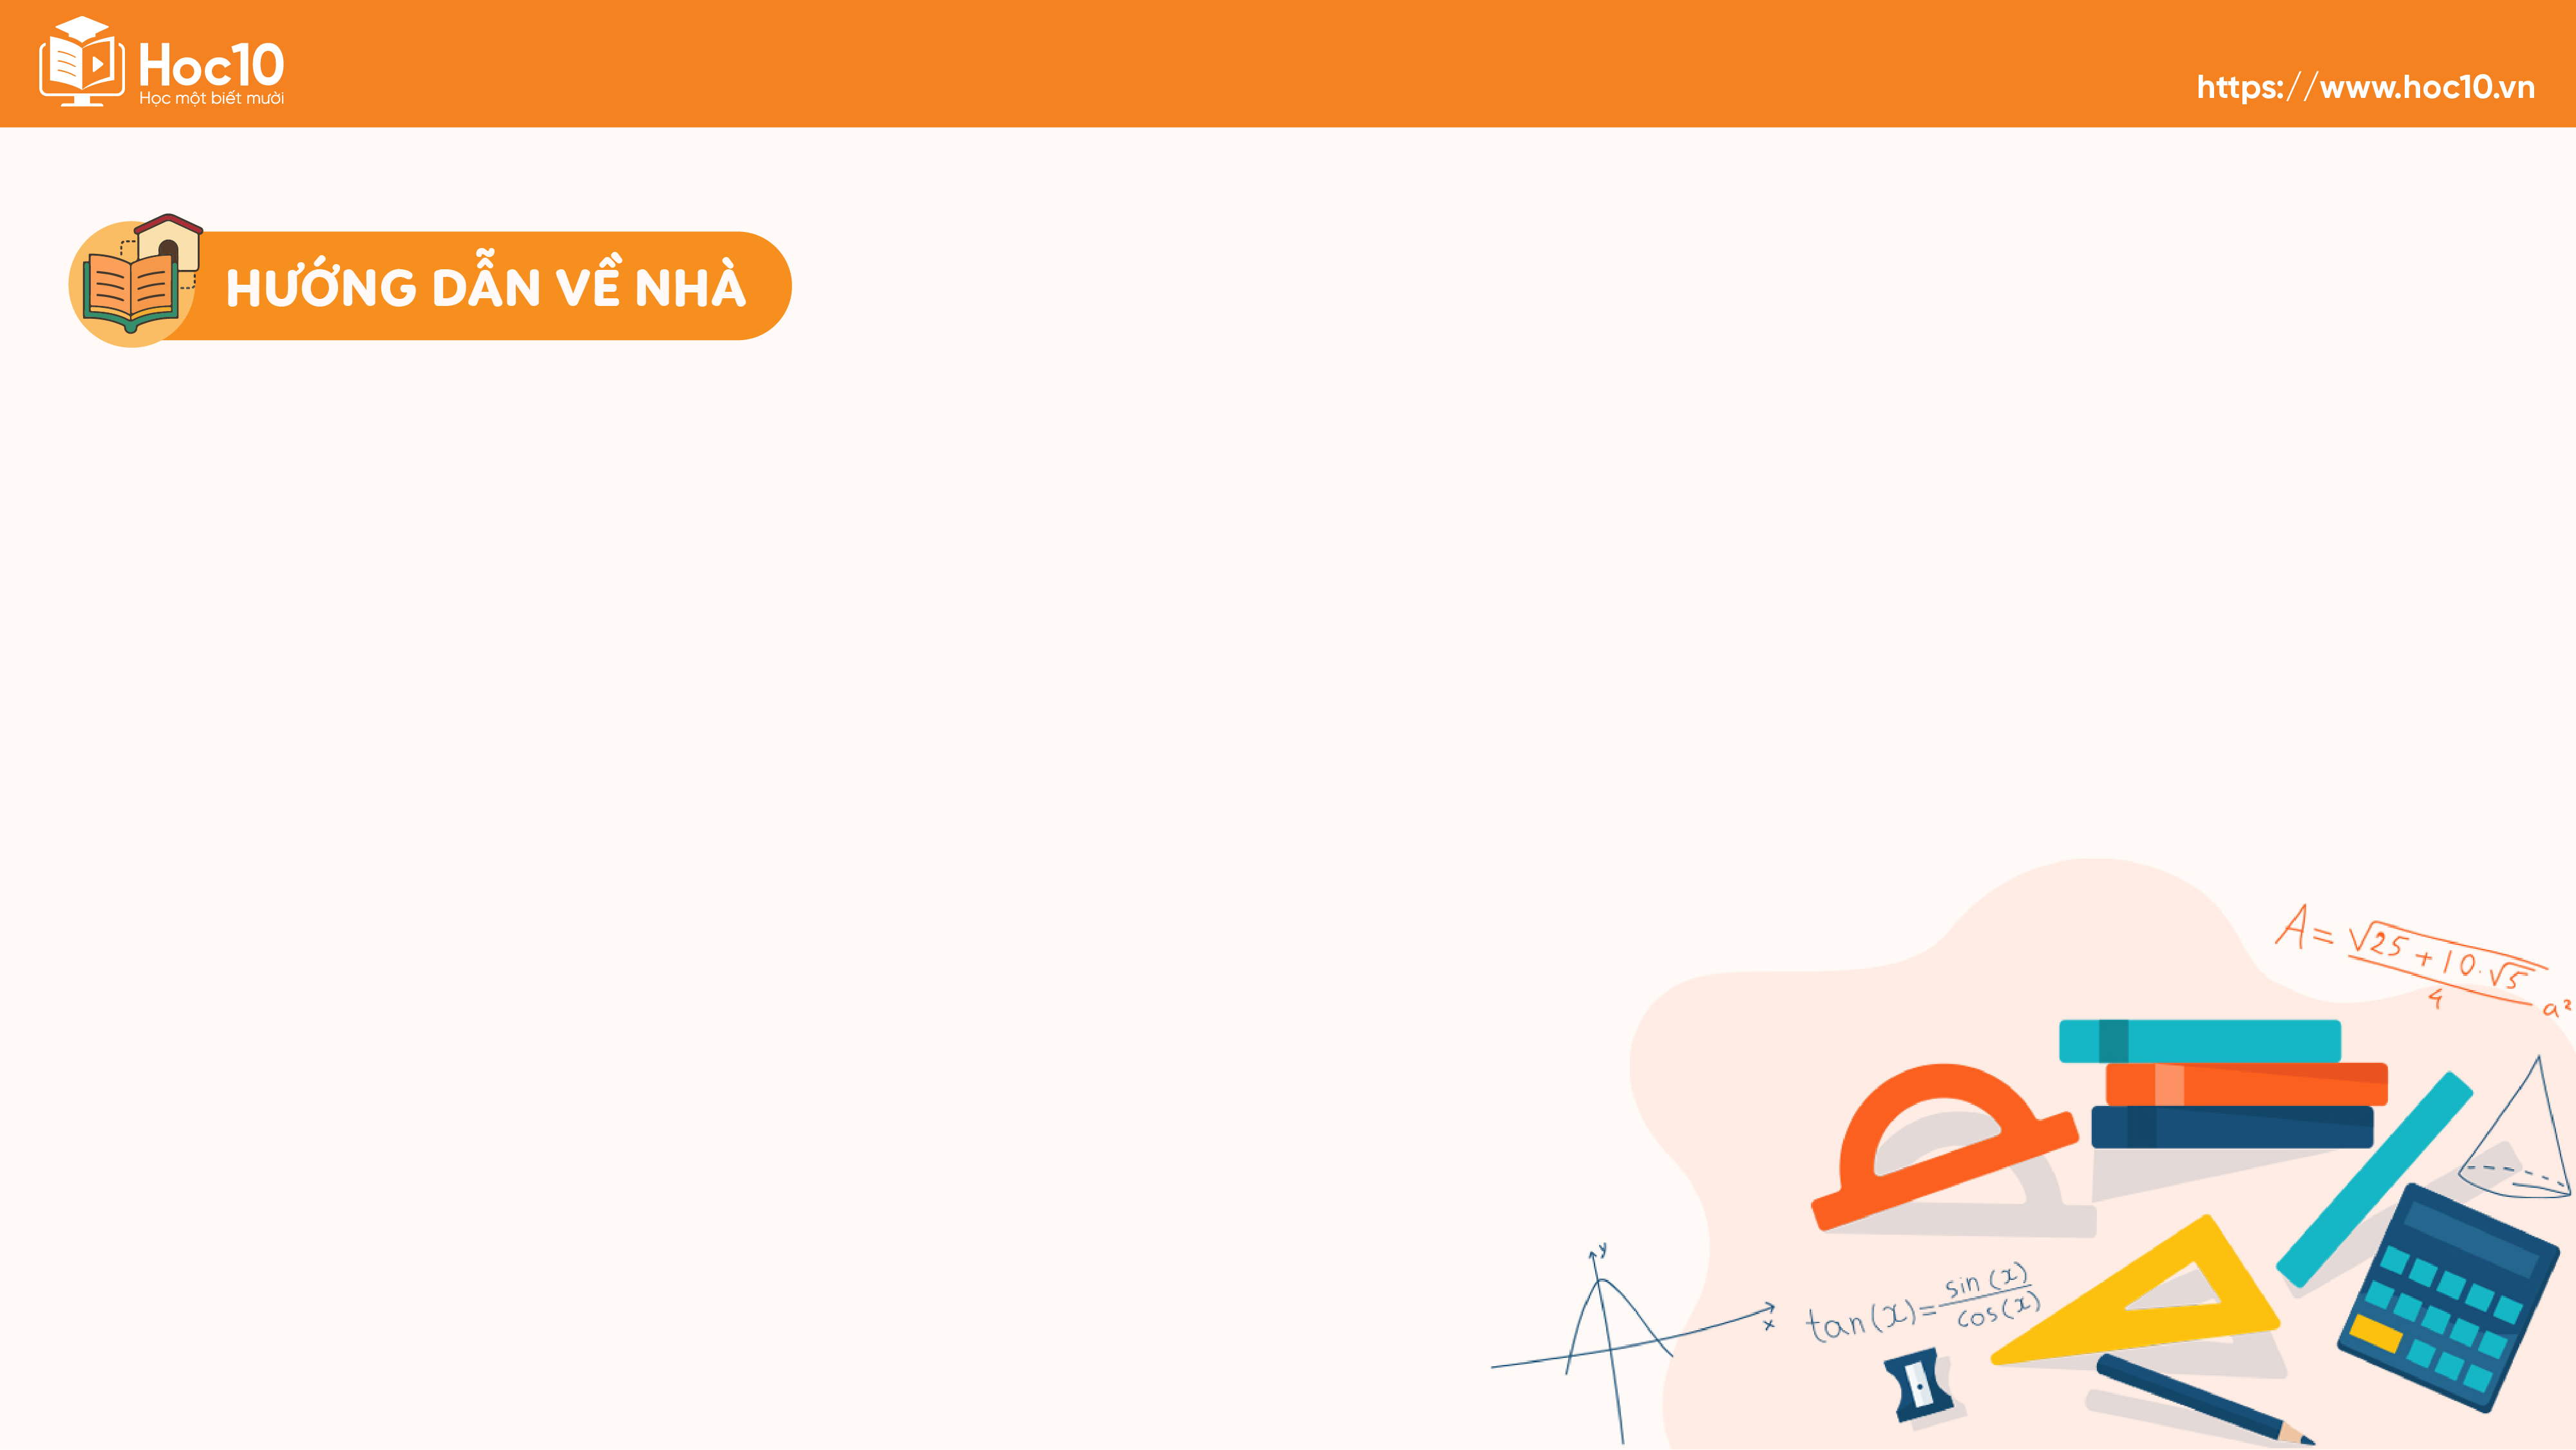 Hoc10
Học một biết mười
https://www.hoc10.vn
HƯỚNG DẪN VỀ NHÀ
A = √25 + 10.√5
4 a²
y
x
tan(x) = sin(x)
cos(x)